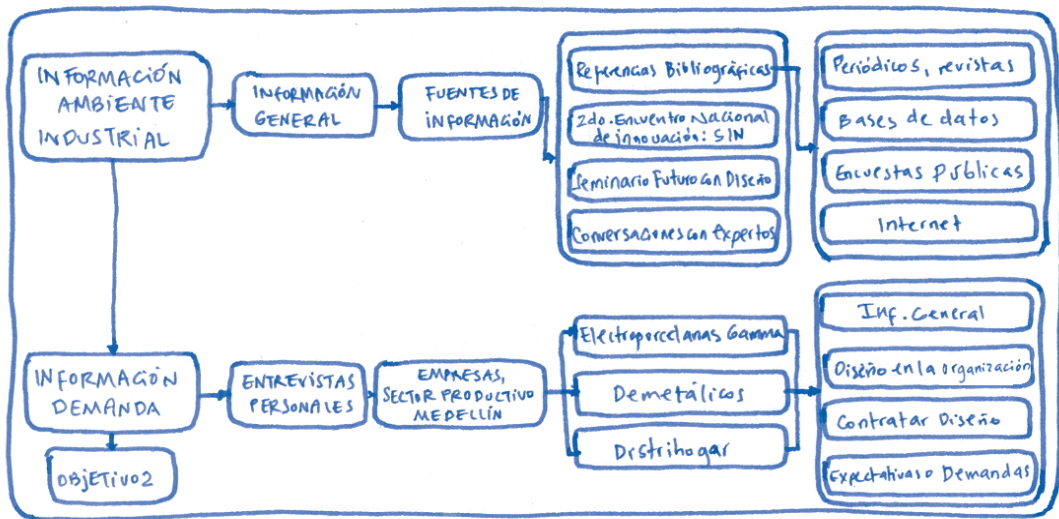 INFORMACIÓN
AMBIENTE
INDUSTRIAL
INFORMACIÓN
GENERAL
FUENTES DE
INFORMACIÓN
Referencias Bibliográficas
2do. Encuentro Nacional
de innovación: SIN
Seminario Futuro con Diseño
Conversaciones con Expertos
Periódicos, revistas
Bases de datos
Encuestas Públicas
Internet
INFORMACIÓN
DEMANDA
ENTREVISTAS
PERSONALES
EMPRESAS,
SECTOR PRODUCTIVO
MEDELLÍN
Electroporcelanas Gamma
Demetálicos
Distrihogar
Inf. General
Diseño en la organización
Contratar Diseño
Expectativas o Demandas
OBJETIVO 2